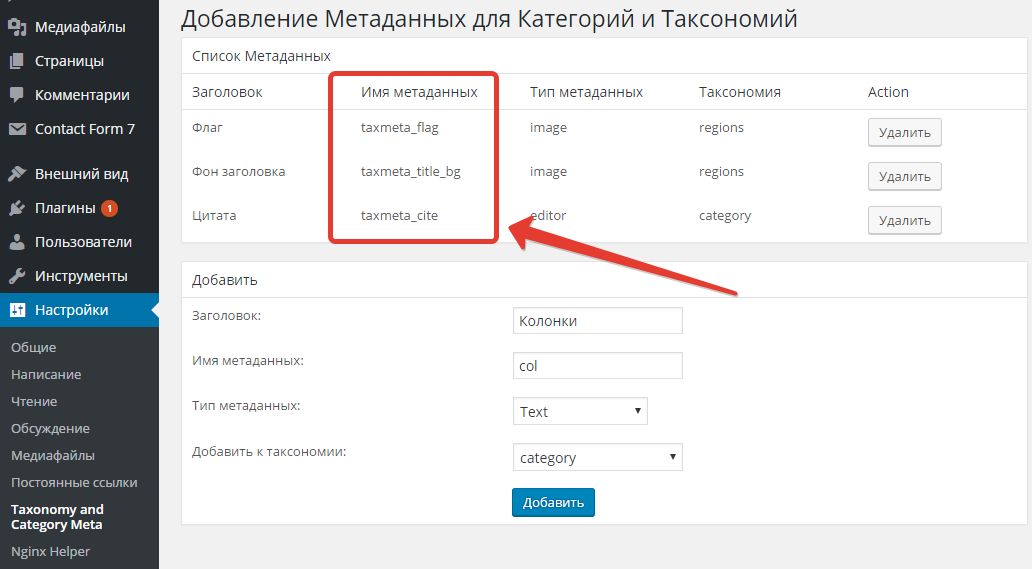 Медиафайлы
Страницы
Комментарии
Contact Form 7
Внешний вид
Плагины 1
Пользователи
Инструменты
Настройки
Общие
Написание
Чтение
Обсуждение
Медиафайлы
Постоянные ссылки
Taxonomy and
Category Meta
Nginx Helper
Добавление Метаданных для Категорий и Таксономий
Список Метаданных
Заголовок Имя метаданных Тип метаданных Таксономия Action
Флаг taxmeta_flag image regions Удалить
Фон заголовка taxmeta_title_bg image regions Удалить
Цитата taxmeta_cite editor category Удалить
Добавить
Заголовок: Колонки
Имя метаданных: col
Тип метаданных: Text
Добавить к таксономии: category
Добавить